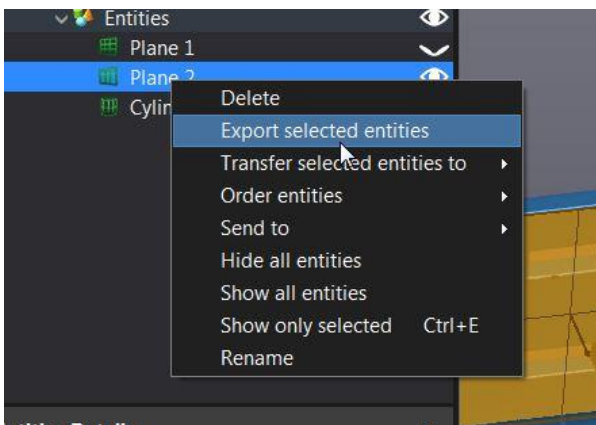 Entities
Plane 1
Plane 2
Delete
Export selected entities
Transfer selected entities to
Order entities
Send to
Hide all entities
Show all entities
Show only selected Ctrl+E
Rename